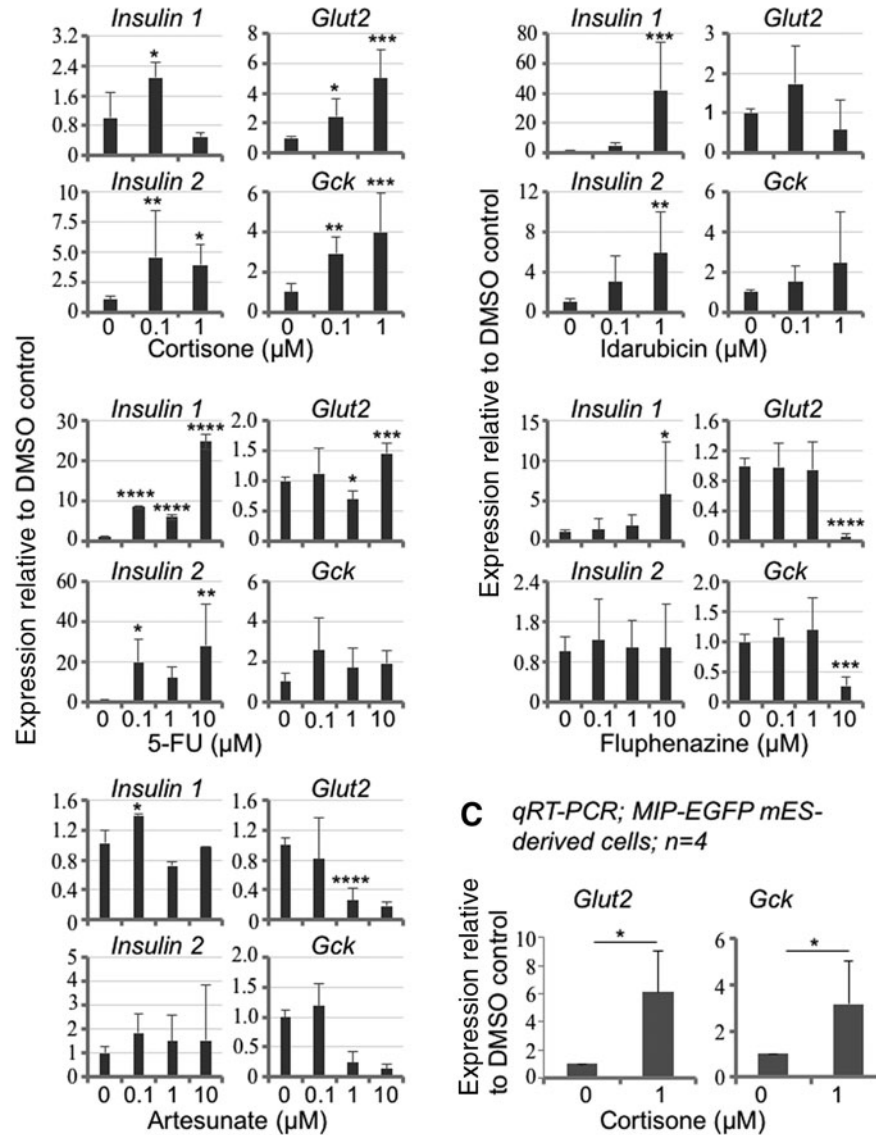 Insulin 1
Glut2
3.2
2.4
1.6
0.8
0
*
8
6
4
2
0
*
***
Insulin 2
Gck
10.0
7.5
5.0
2.5
0
**
*
8
6
4
2
0
**
***
0 0.1 1
0 0.1 1
Cortisone (µM)
Insulin 1
Glut2
80
60
40
20
0
***
3
2
1
0
Insulin 2
Gck
12
8
4
0
**
8
6
4
2
0
0 0.1 1
0 0.1 1
Idarubicin (µM)
Expression relative to DMSO control
Expression relative to DMSO control
Insulin 1
Glut2
30
20
10
0
****
****
****
2.0
1.5
1.0
0.5
0
*
***
Insulin 2
Gck
60
40
20
0
*
**
6
4
2
0
0 0.1 1 10
0 0.1 1 10
5-FU (µM)
Insulin 1
Glut2
15
10
5
0
*
1.6
1.2
0.8
0.4
0
****
Insulin 2
Gck
2.4
1.8
0.8
0
2.0
1.5
1.0
0.5
0
***
0 0.1 1 10
0 0.1 1 10
Fluphenazine (µM)
Insulin 1
Glut2
1.6
1.2
0.8
0.4
0
*
1.6
1.2
0.8
0.4
0
****
Insulin 2
Gck
5
4
3
2
1
0
2.0
1.5
1.0
0.5
0
0 0.1 1 10
0 0.1 1 10
Artesunate (µM)
C qRT-PCR; MIP-EGFP mES-
derived cells; n=4
Expression relative
to DMSO control
Glut2
Gck
10
8
6
4
2
0
*
6
4
2
0
*
0 1
0 1
Cortisone (µM)